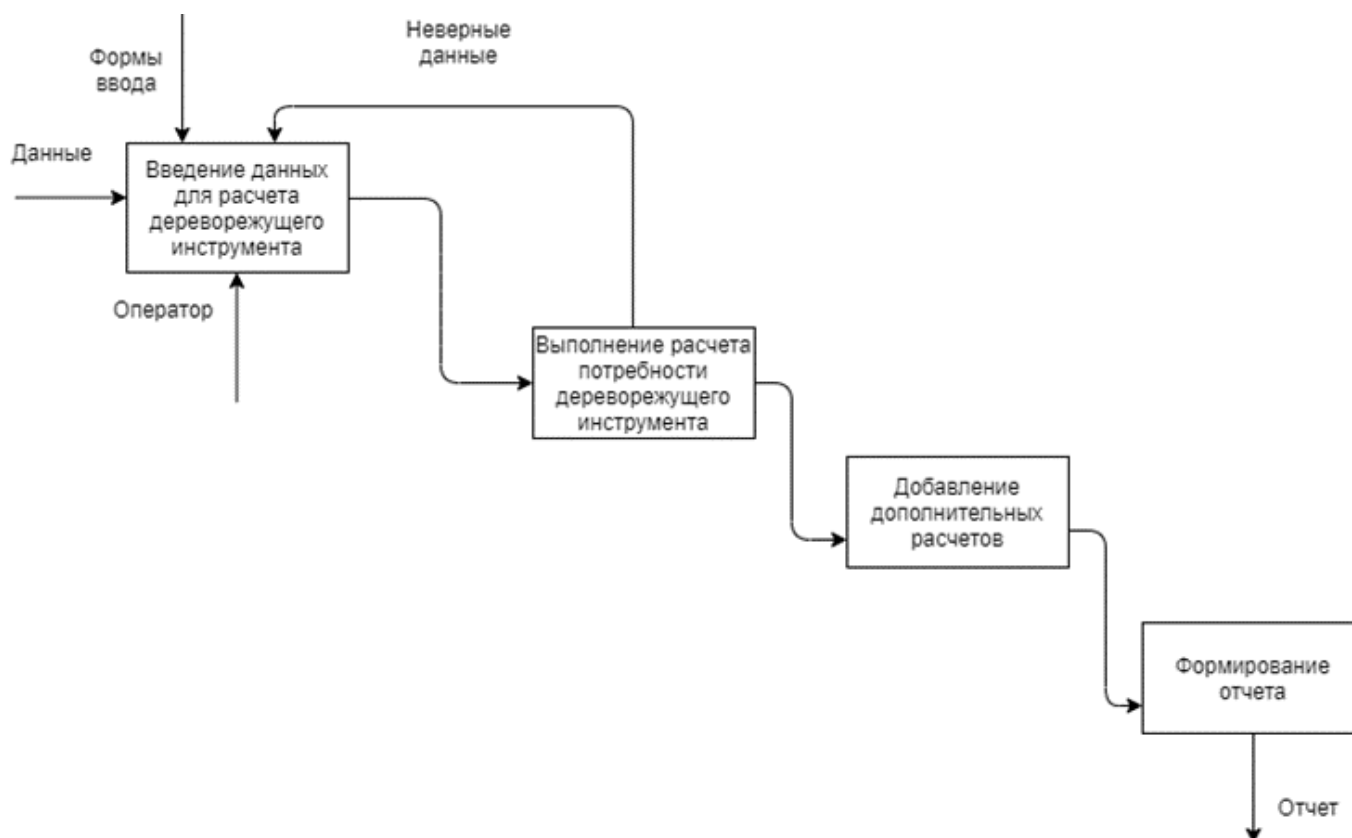 Формы
ввода
Неверные
данные
Данные
Введение данных
для расчета
дереворежущего
инструмента
Оператор
Выполнение расчета
потребности
дереворежущего
инструмента
Добавление
дополнительных
расчетов
Формирование
отчета
Отчет